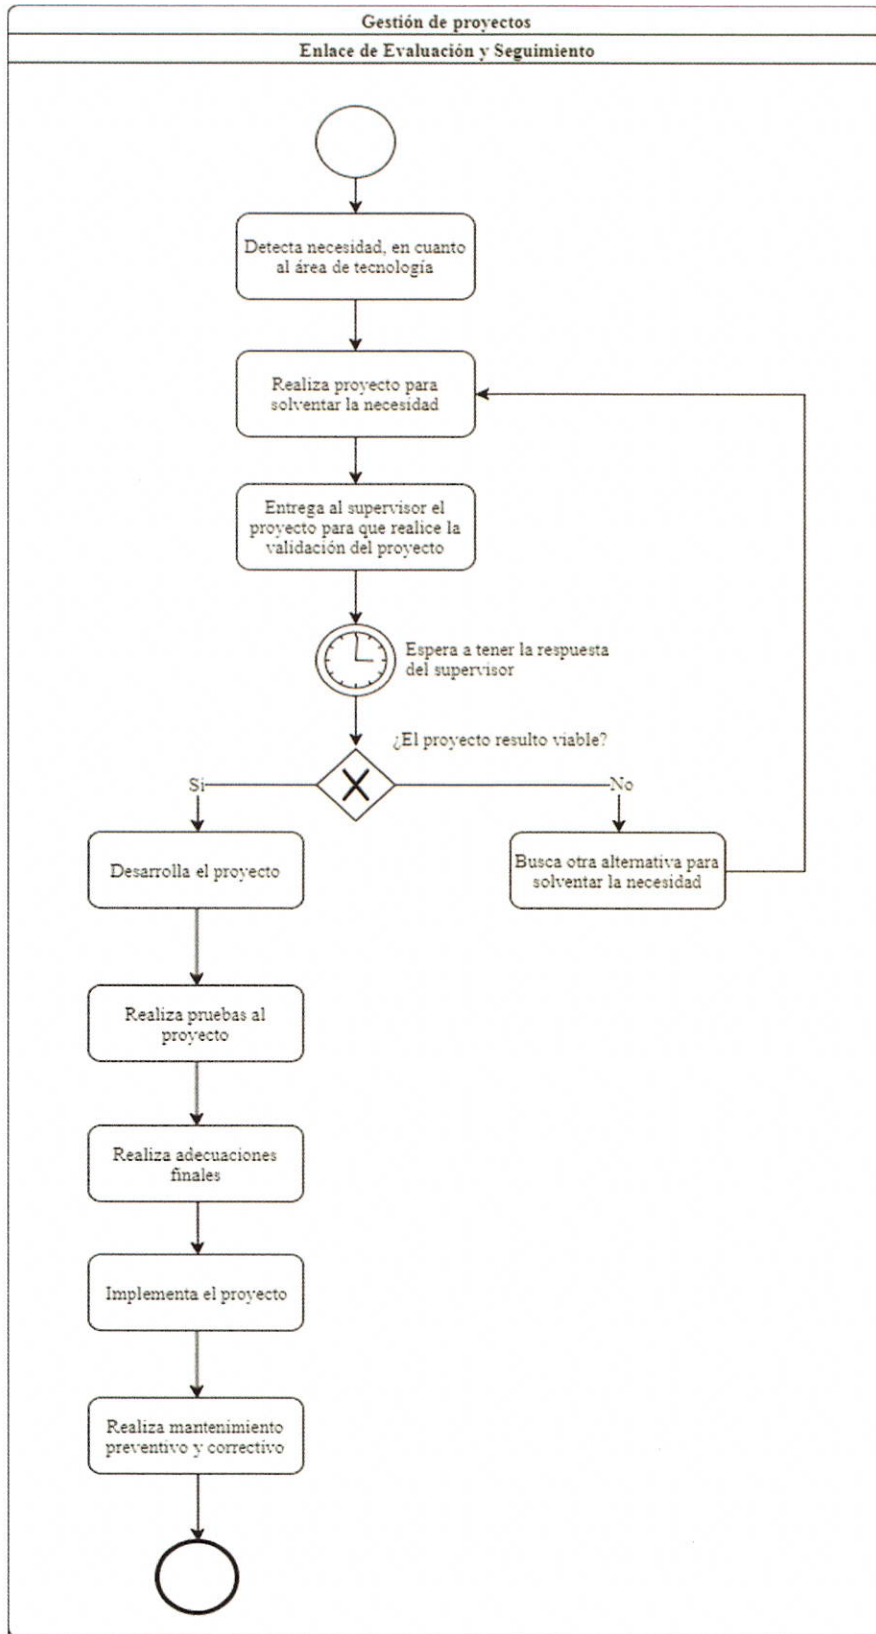 Gestión de proyectos
Enlace de Evaluación y Seguimiento
Detecta necesidad, en cuanto
al área de tecnología
Realiza proyecto para
solventar la necesidad
Entrega al supervisor el
proyecto para que realice la
validación del proyecto
Espera a tener la respuesta
del supervisor
¿El proyecto resulto viable?
Si
No
Desarrolla el proyecto
Busca otra alternativa para
solventar la necesidad
Realiza pruebas al
proyecto
Realiza adecuaciones
finales
Implementa el proyecto
Realiza mantenimiento
preventivo y correctivo